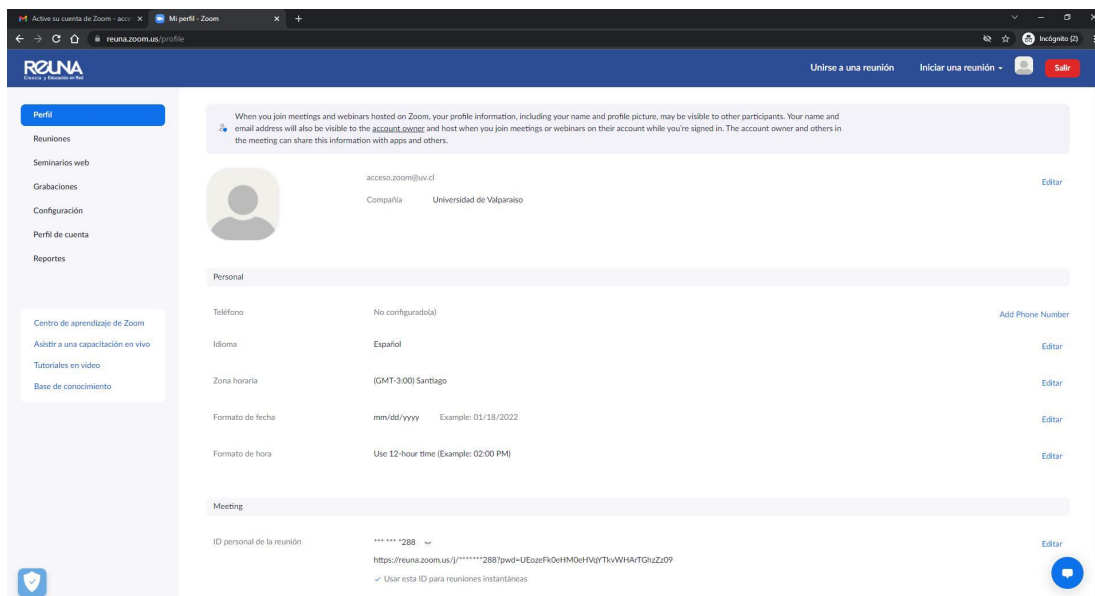 Active su cuenta de Zoom - acce
Mi perfil - Zoom
reuna.zoom.us/profile
Incógnito (2)
REUNA
Ciencia y Educación en Red
Unirse a una reunión
Iniciar una reunión
Salir
Perfil
Reuniones
Seminarios web
Grabaciones
Configuración
Perfil de cuenta
Reportes
Centro de aprendizaje de Zoom
Asistir a una capacitación en vivo
Tutoriales en video
Base de conocimiento
When you join meetings and webinars hosted on Zoom, your profile information, including your name and profile picture, may be visible to other participants. Your name and
email address will also be visible to the account owner and host when you join meetings or webinars on their account while you're signed in. The account owner and others in
the meeting can share this information with apps and others.
acceso.zoom@uv.cl
Editar
Compañía Universidad de Valparaiso
Personal
Teléfono No configurado(a) Add Phone Number
Idioma Español Editar
Zona horaria (GMT-3:00) Santiago Editar
Formato de fecha mm/dd/yyyy Example: 01/18/2022 Editar
Formato de hora Use 12-hour time (Example: 02:00 PM) Editar
Meeting
ID personal de la reunión *** *** *288 Editar
https://reuna.zoom.us/j/*******288?pwd=UEozeFk0eHM0eHVqYTkvWHArTGhzZz09
Usar esta ID para reuniones instantáneas